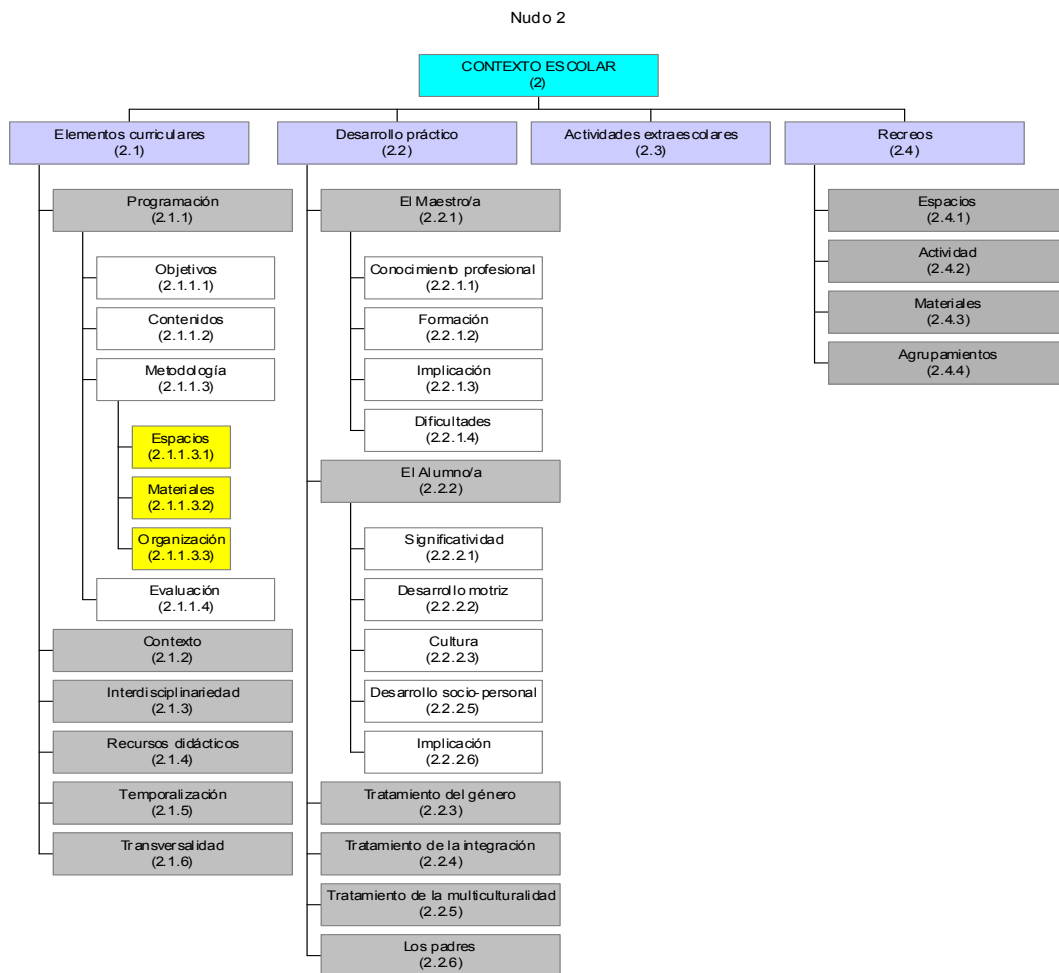 Nudo 2
CONTEXTO ESCOLAR
(2)
Elementos curriculares
(2.1)
Programación
(2.1.1)
Objetivos
(2.1.1.1)
Contenidos
(2.1.1.2)
Metodología
(2.1.1.3)
Espacios
(2.1.1.3.1)
Materiales
(2.1.1.3.2)
Organización
(2.1.1.3.3)
Evaluación
(2.1.1.4)
Contexto
(2.1.2)
Interdisciplinariedad
(2.1.3)
Recursos didácticos
(2.1.4)
Temporalización
(2.1.5)
Transversalidad
(2.1.6)
Desarrollo práctico
(2.2)
El Maestro/a
(2.2.1)
Conocimiento profesional
(2.2.1.1)
Formación
(2.2.1.2)
Implicación
(2.2.1.3)
Dificultades
(2.2.1.4)
El Alumno/a
(2.2.2)
Significatividad
(2.2.2.1)
Desarrollo motriz
(2.2.2.2)
Cultura
(2.2.2.3)
Desarrollo socio-personal
(2.2.2.5)
Implicación
(2.2.2.6)
Tratamiento del género
(2.2.3)
Tratamiento de la integración
(2.2.4)
Tratamiento de la multiculturalidad
(2.2.5)
Los padres
(2.2.6)
Actividades extraescolares
(2.3)
Recreos
(2.4)
Espacios
(2.4.1)
Actividad
(2.4.2)
Materiales
(2.4.3)
Agrupamientos
(2.4.4)